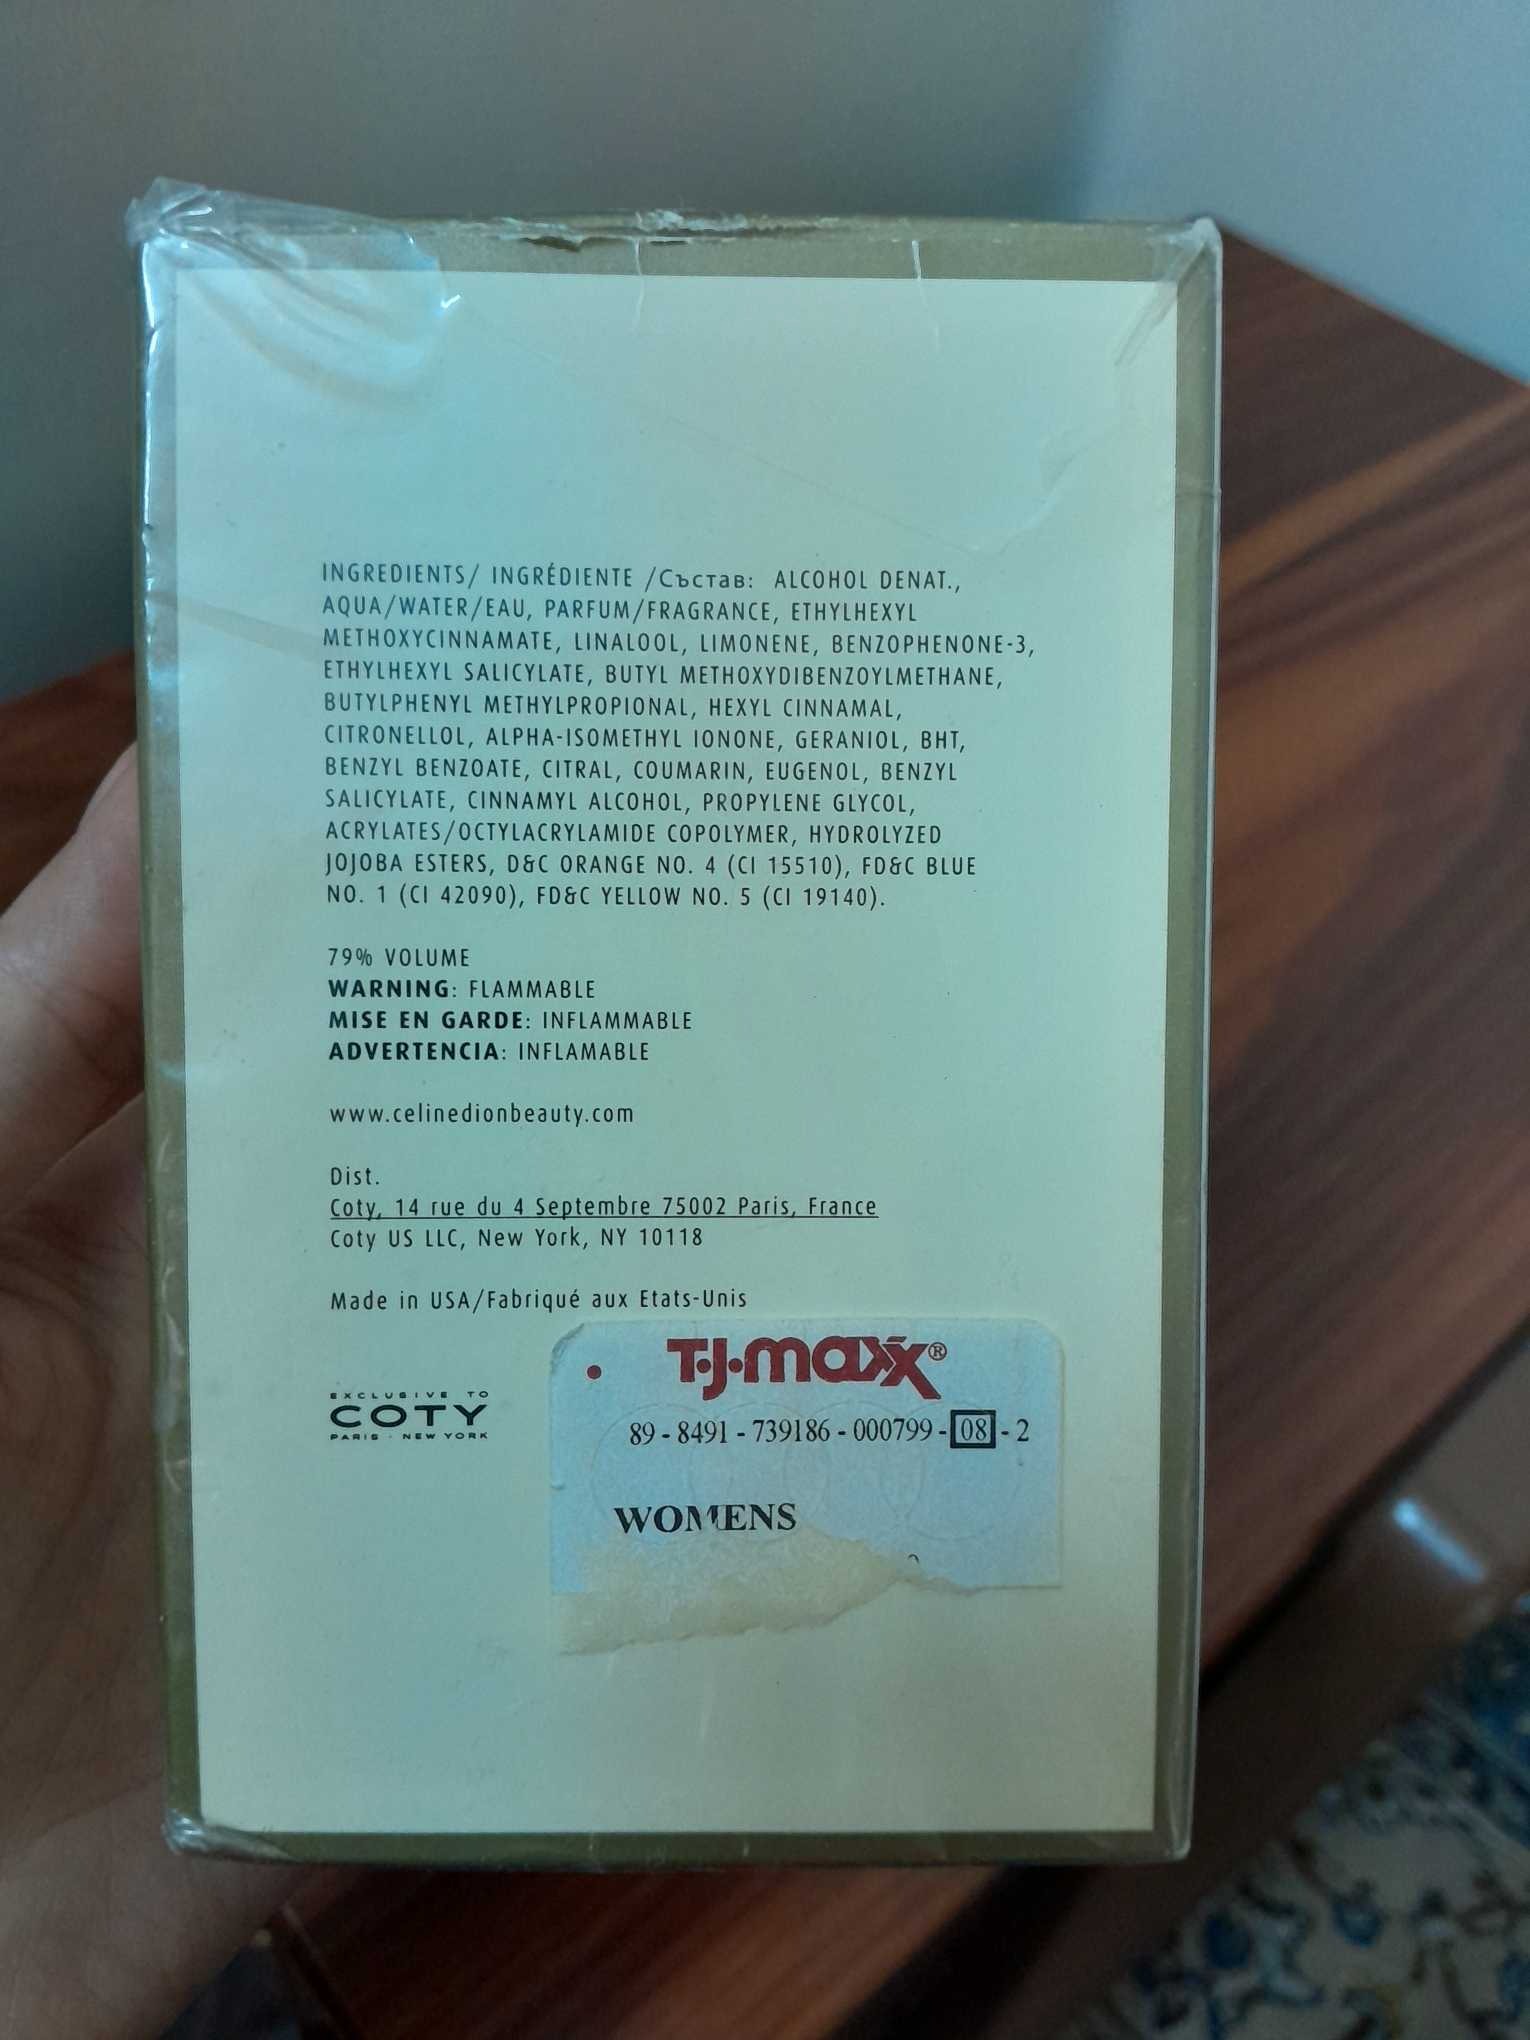 INGREDIENTS/ INGRÉDIENTE /Състав: ALCOHOL DENAT.,
AQUA/WATER/EAU, PARFUM/FRAGRANCE, ETHYLHEXYL
METHOXYCINNAMATE, LINALOOL, LIMONENE, BENZOPHENONE-3,
ETHYLHEXYL SALICYLATE, BUTYL METHOXYDIBENZOYLMETHANE,
BUTYLPHENYL METHYLPROPIONAL, HEXYL CINNAMAL,
CITRONELLOL, ALPHA-ISOMETHYL IONONE, GERANIOL, BHT,
BENZYL BENZOATE, CITRAL, COUMARIN, EUGENOL, BENZYL
SALICYLATE, CINNAMYL ALCOHOL, PROPYLENE GLYCOL,
ACRYLATES/OCTYLACRYLAMIDE COPOLYMER, HYDROLYZED
JOJOBA ESTERS, D&C ORANGE NO. 4 (CI 15510), FD&C BLUE
NO. 1 (CI 42090), FD&C YELLOW NO. 5 (CI 19140).
79% VOLUME
WARNING: FLAMMABLE
MISE EN GARDE: INFLAMMABLE
ADVERTENCIA: INFLAMABLE
www.celinedionbeauty.com
Dist.
Coty, 14 rue du 4 Septembre 75002 Paris, France
Coty US LLC, New York, NY 10118
Made in USA/Fabriqué aux Etats-Unis
EXCLUSIVE TO
COTY
PARIS · NEW YORK
T·J·maxx®
89 - 8491 - 739186 - 000799 - 08 - 2
WOMENS